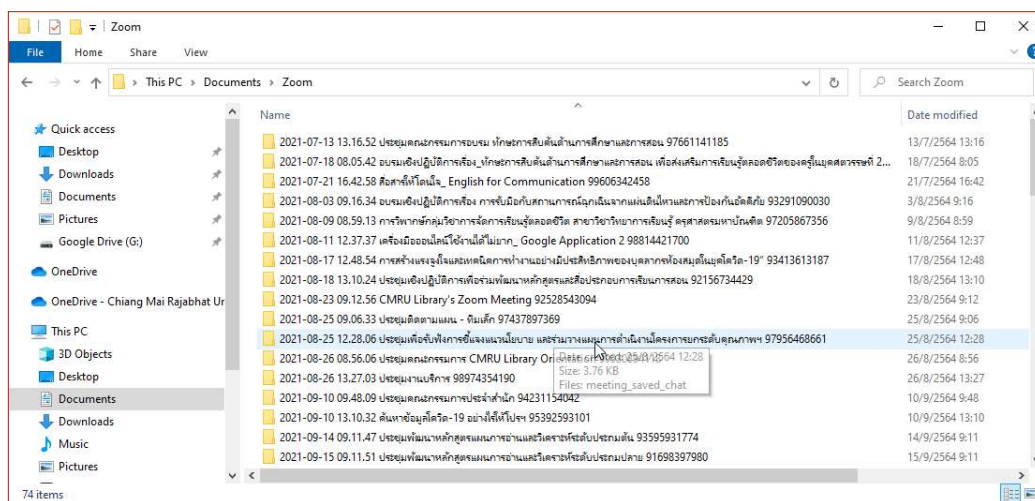 Zoom
File Home Share View
This PC > Documents > Zoom
Search Zoom
Name Date modified
Quick access
Desktop
Downloads
Documents
Pictures
Google Drive (G:)
OneDrive
OneDrive - Chiang Mai Rajabhat Ur
This PC
3D Objects
Desktop
Documents
Downloads
Music
Pictures
2021-07-13 13.16.52 ประชุมคณะกรรมการอบรม ทักษะการสืบค้นด้านการศึกษาและการสอน 97661141185 13/7/2564 13:16
2021-07-18 08.05.42 อบรมเชิงปฏิบัติการเรื่อง_ทักษะการสืบค้นด้านการศึกษาและการสอน เพื่อส่งเสริมการเรียนรู้ตลอดชีวิตของครูในยุคศตวรรษที่ 2... 18/7/2564 8:05
2021-07-21 16.42.58 สื่อสารให้โดนใจ_ English for Communication 99606342458 21/7/2564 16:42
2021-08-03 09.16.34 อบรมเชิงปฏิบัติการเรื่อง การรับมือกับสถานการณ์ฉุกเฉินจากแผ่นดินไหวและการป้องกันอัคคีภัย 93291090030 3/8/2564 9:16
2021-08-09 08.59.13 การวิพากษ์กลุ่มวิชาการจัดการเรียนรู้ตลอดชีวิต สาขาวิชาวิทยาการเรียนรู้ ครุศาสตรมหาบัณฑิต 97205867356 9/8/2564 8:59
2021-08-11 12.37.37 เครื่องมือออนไลน์ใช้งานได้ไม่ยาก_ Google Application 2 98814421700 11/8/2564 12:37
2021-08-17 12.48.54 การสร้างแรงจูงใจและเทคนิคการทำงานอย่างมีประสิทธิภาพของบุคลากรห้องสมุดในยุคโควิด-19" 93413613187 17/8/2564 12:48
2021-08-18 13.10.24 ประชุมเชิงปฏิบัติการเพื่อร่วมพัฒนาหลักสูตรและสื่อประกอบการเรียนการสอน 92156734429 18/8/2564 13:10
2021-08-23 09.12.56 CMRU Library's Zoom Meeting 92528543094 23/8/2564 9:12
2021-08-25 09.06.33 ประชุมติดตามแผน - ทีมเล็ก 97437897369 25/8/2564 9:06
2021-08-25 12.28.06 ประชุมเพื่อรับฟังการชี้แจงแนวนโยบาย และร่วมวางแผนการดำเนินงานโครงการยกระดับคุณภาพฯ 97956468661 25/8/2564 12:28
2021-08-26 08.56.06 ประชุมคณะกรรมการ CMRU Library 26/8/2564 8:56
Date created: 25/8/2564 12:28
Size: 3.76 KB
Files: meeting_saved_chat
2021-08-26 13.27.03 ประชุมงานบริการ 98974354190 26/8/2564 13:27
2021-09-10 09.48.09 ประชุมคณะกรรมการประจำสำนัก 94231154042 10/9/2564 9:48
2021-09-10 13.10.32 ค้นหาข้อมูลโควิด-19 อย่างไรให้โปรฯ 95392593101 10/9/2564 13:10
2021-09-14 09.11.47 ประชุมพัฒนาหลักสูตรแผนการอ่านและวิเคราะห์ระดับประถมต้น 93595931774 14/9/2564 9:11
2021-09-15 09.11.51 ประชุมพัฒนาหลักสูตรแผนการอ่านและวิเคราะห์ระดับประถมปลาย 91698397980 15/9/2564 9:11
74 items